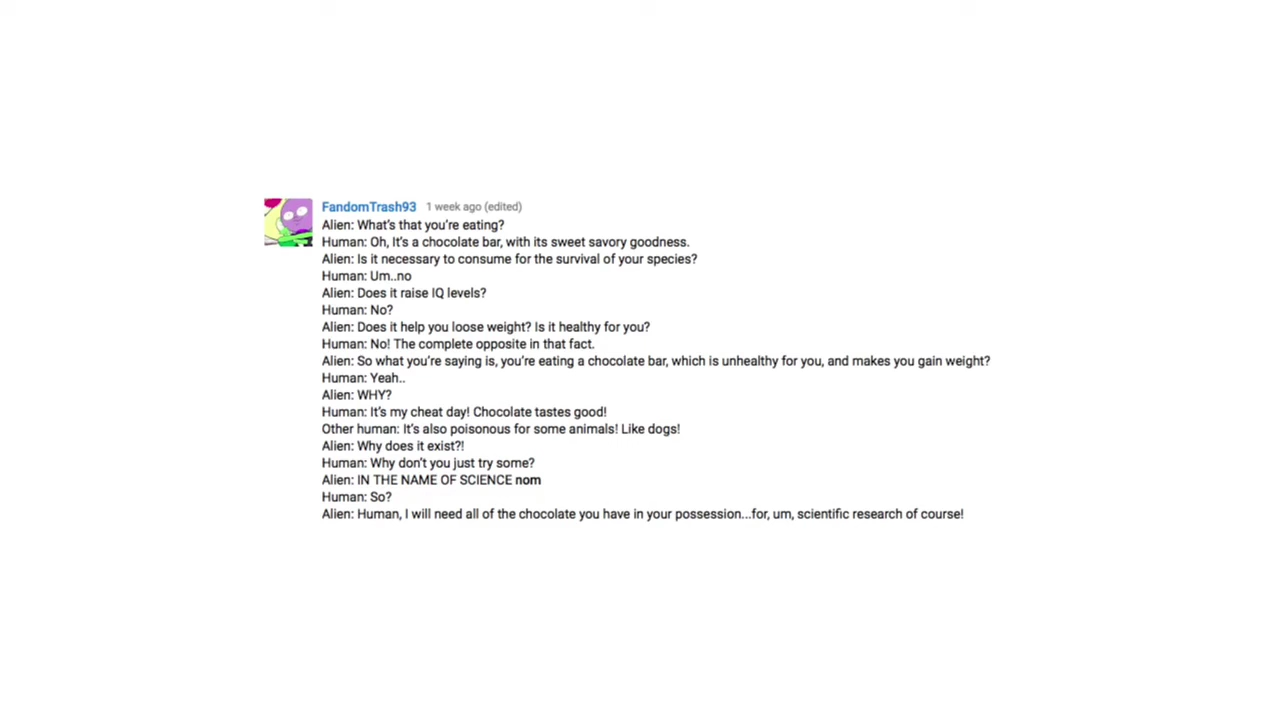 FandomTrash93 1 week ago (edited)
Alien: What's that you're eating?
Human: Oh, It's a chocolate bar, with its sweet savory goodness.
Alien: Is it necessary to consume for the survival of your species?
Human: Um..no
Alien: Does it raise IQ levels?
Human: No?
Alien: Does it help you loose weight? Is it healthy for you?
Human: No! The complete opposite in that fact.
Alien: So what you're saying is, you're eating a chocolate bar, which is unhealthy for you, and makes you gain weight?
Human: Yeah..
Alien: WHY?
Human: It's my cheat day! Chocolate tastes good!
Other human: It's also poisonous for some animals! Like dogs!
Alien: Why does it exist?!
Human: Why don't you just try some?
Alien: IN THE NAME OF SCIENCE nom
Human: So?
Alien: Human, I will need all of the chocolate you have in your possession...for, um, scientific research of course!